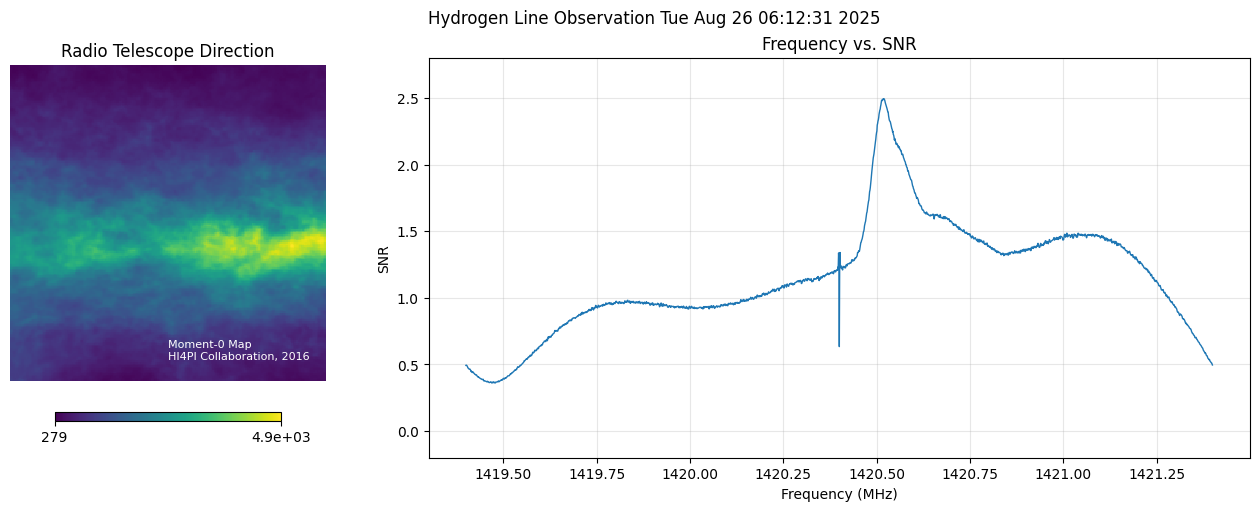 Hydrogen Line Observation Tue Aug 26 06:12:31 2025
Radio Telescope Direction
Moment-0 Map
HI4PI Collaboration, 2016
279 4.9e+03
Frequency vs. SNR
SNR
2.5
2.0
1.5
1.0
0.5
0.0
1419.50 1419.75 1420.00 1420.25 1420.50 1420.75 1421.00 1421.25
Frequency (MHz)